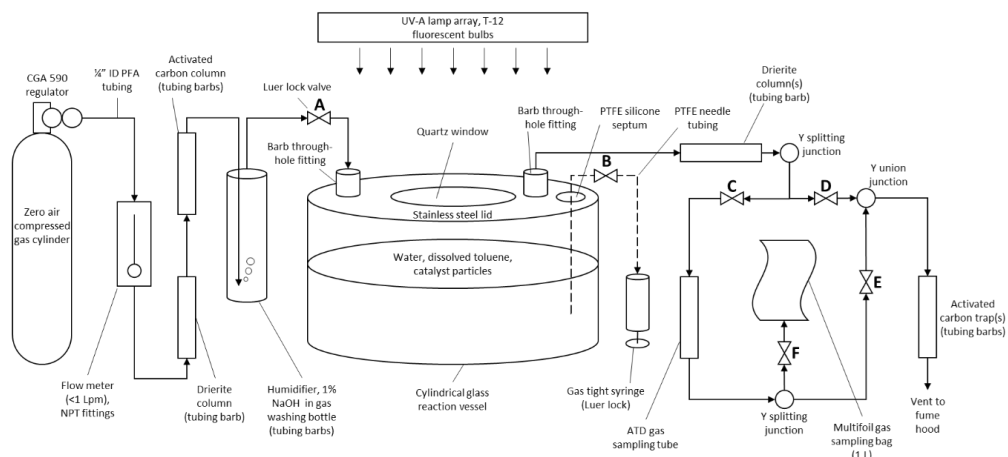 UV-A lamp array, T-12
fluorescent bulbs
CGA 590
regulator
¼” ID PFA
tubing
Activated
carbon column
(tubing barbs)
Luer lock valve
A
Barb through-
hole fitting
Quartz window
Barb through-
hole fitting
PTFE silicone
septum
PTFE needle
tubing
Drierite
column(s)
(tubing barb)
Y splitting
junction
B
C
D
Y union
junction
Stainless steel lid
Zero air
compressed
gas cylinder
Water, dissolved toluene,
catalyst particles
E
F
Activated
carbon trap(s)
(tubing barbs)
Flow meter
(<1 Lpm),
NPT fittings
Drierite
column
(tubing barb)
Humidifier, 1%
NaOH in gas
washing bottle
(tubing barbs)
Cylindrical glass
reaction vessel
Gas tight syringe
(Luer lock)
ATD gas
sampling tube
Y splitting
junction
Multifoil gas
sampling bag
(1 L)
Vent to
fume
hood